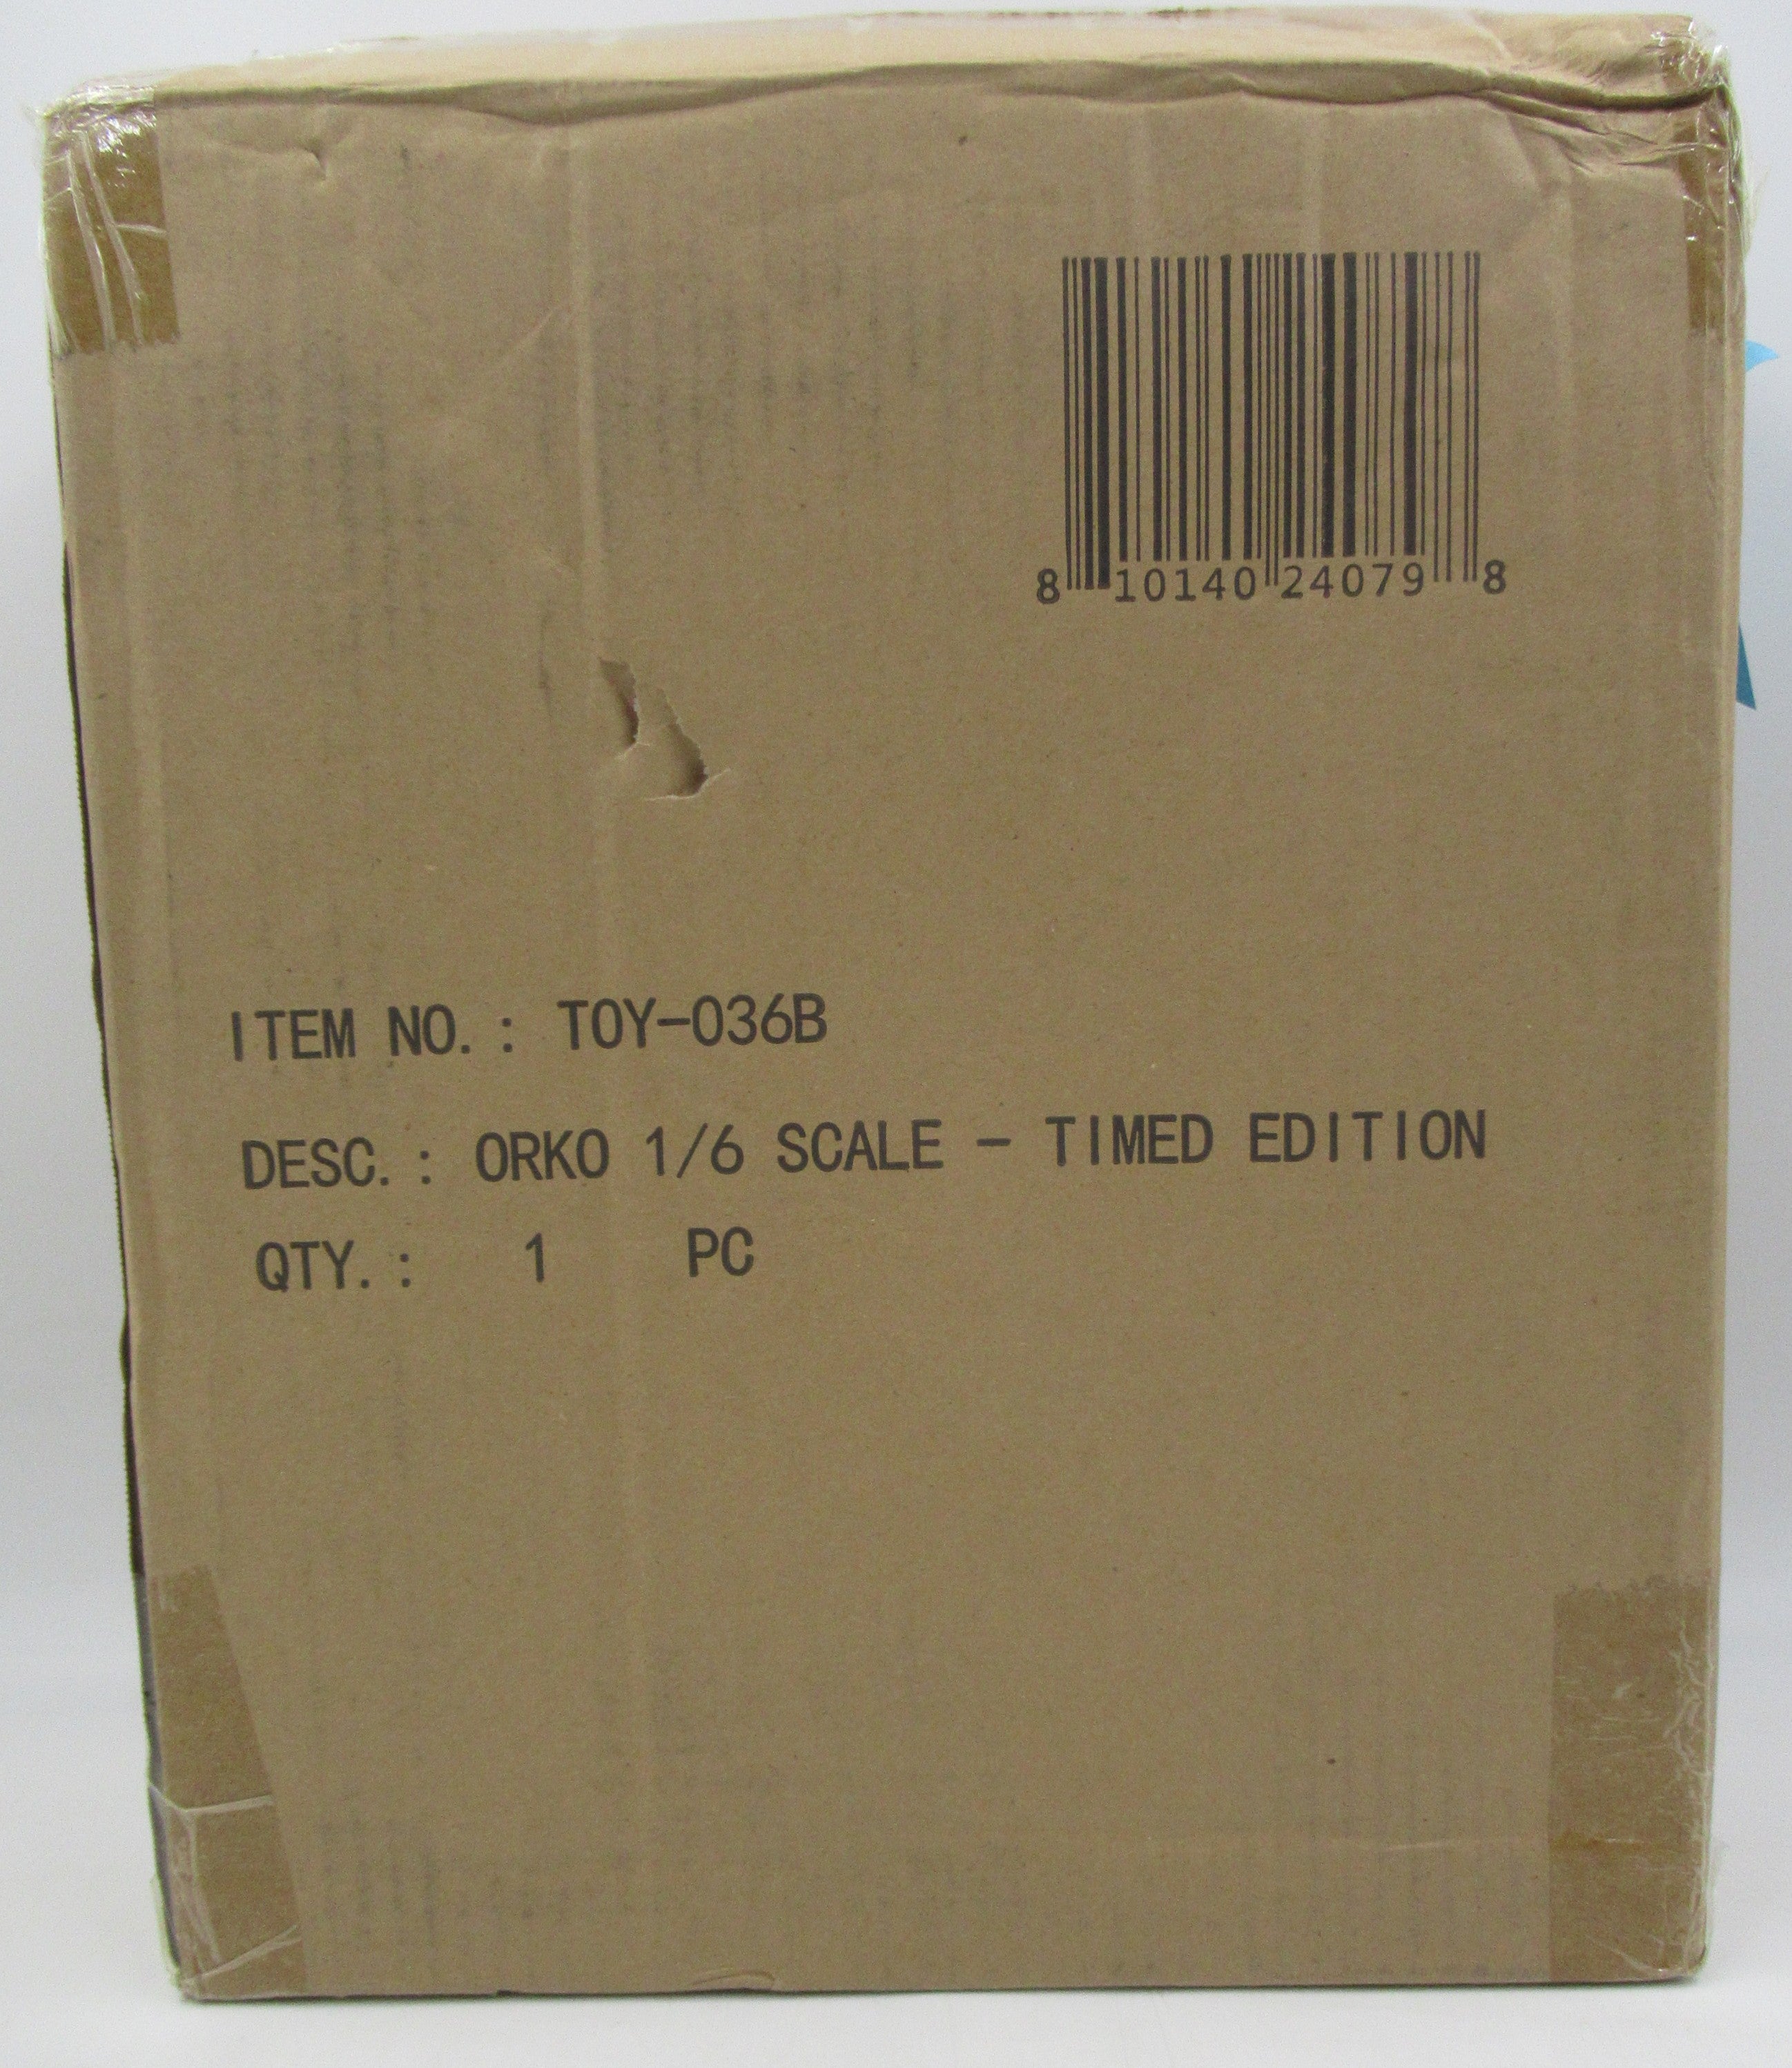 8 10140 24079 8
ITEM NO.: TOY-036B
DESC.: ORKO 1/6 SCALE - TIMED EDITION
QTY.: 1 PC